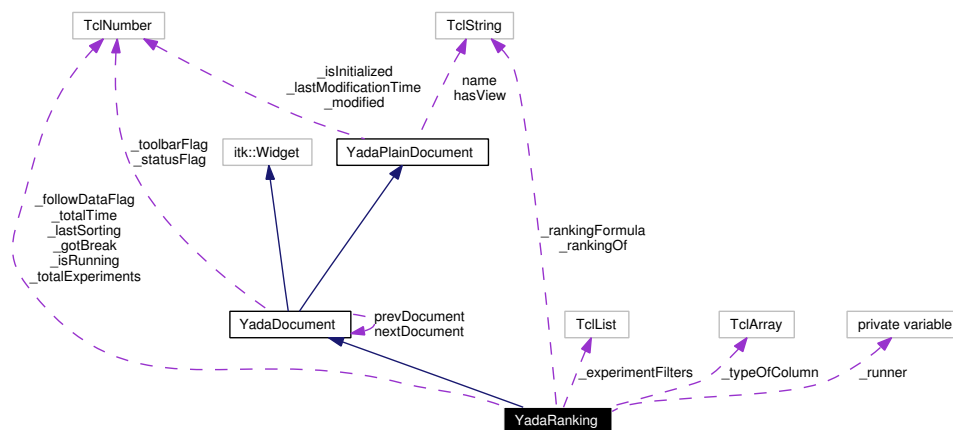 TclNumber
TclString
_isInitialized
_lastModificationTime
_modified
name
hasView
_toolbarFlag
_statusFlag
itk::Widget
YadaPlainDocument
_followDataFlag
_totalTime
_lastSorting
_gotBreak
_isRunning
_totalExperiments
_rankingFormula
_rankingOf
YadaDocument
prevDocument
nextDocument
TclList
TclArray
private variable
_experimentFilters
_typeOfColumn
_runner
YadaRanking